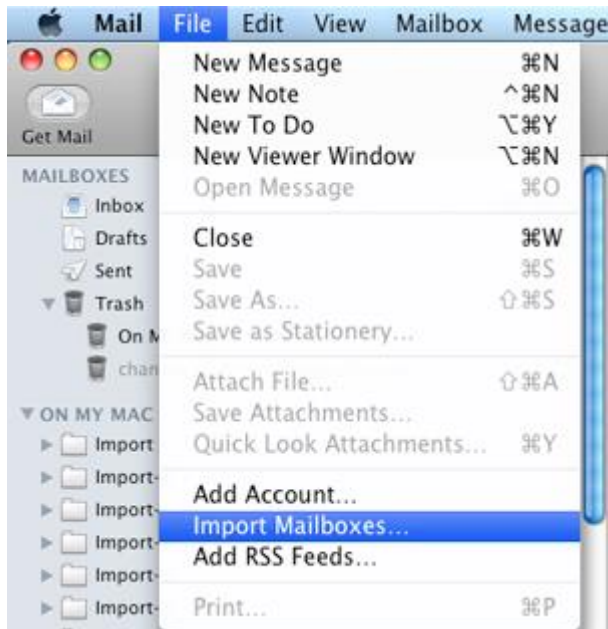 Mail File Edit View Mailbox Message
New Message ⌘N
New Note ^⌘N
New To Do ⌥⌘Y
New Viewer Window ⌥⌘N
Open Message ⌘O
Close ⌘W
Save ⌘S
Save As... ⇧⌘S
Save as Stationery...
Attach File... ⇧⌘A
Save Attachments...
Quick Look Attachments... ⌘Y
Add Account...
Import Mailboxes...
Add RSS Feeds...
Print... ⌘P
Get Mail
MAILBOXES
Inbox
Drafts
Sent
Trash
On M
chan
ON MY MAC
Import
Import-
Import-
Import-
Import-
Import-